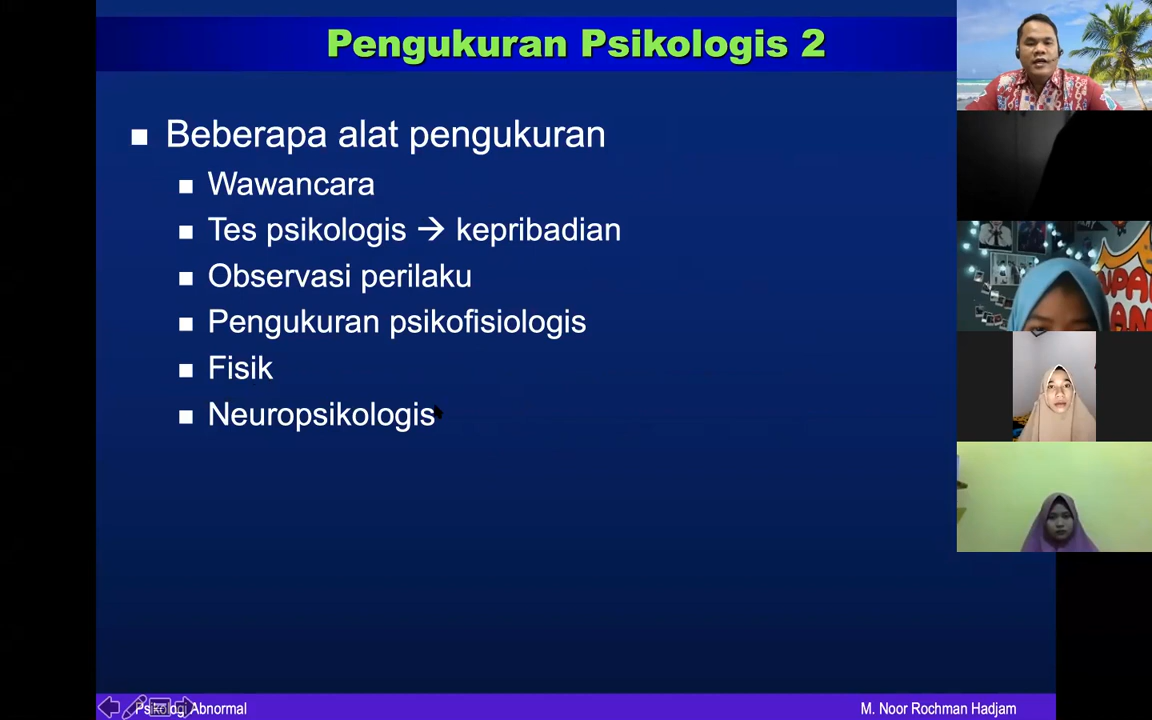 Pengukuran Psikologis 2
Beberapa alat pengukuran
Wawancara
Tes psikologis → kepribadian
Observasi perilaku
Pengukuran psikofisiologis
Fisik
Neuropsikologis
Psikologi Abnormal
M. Noor Rochman Hadjam